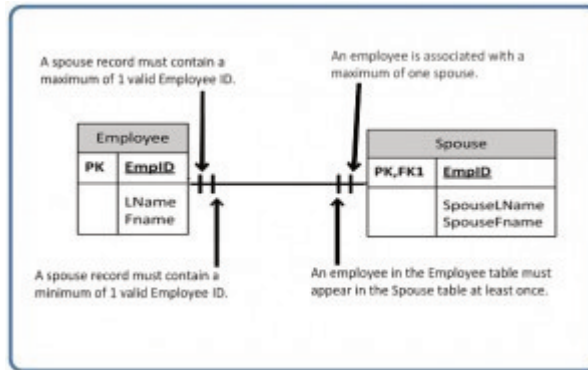 A spouse record must contain a
maximum of 1 valid Employee ID.
An employee is associated with a
maximum of one spouse.
Employee
PK EmpID
LName
Fname
Spouse
PK,FK1 EmpID
SpouseLName
SpouseFname
A spouse record must contain a
minimum of 1 valid Employee ID.
An employee in the Employee table must
appear in the Spouse table at least once.